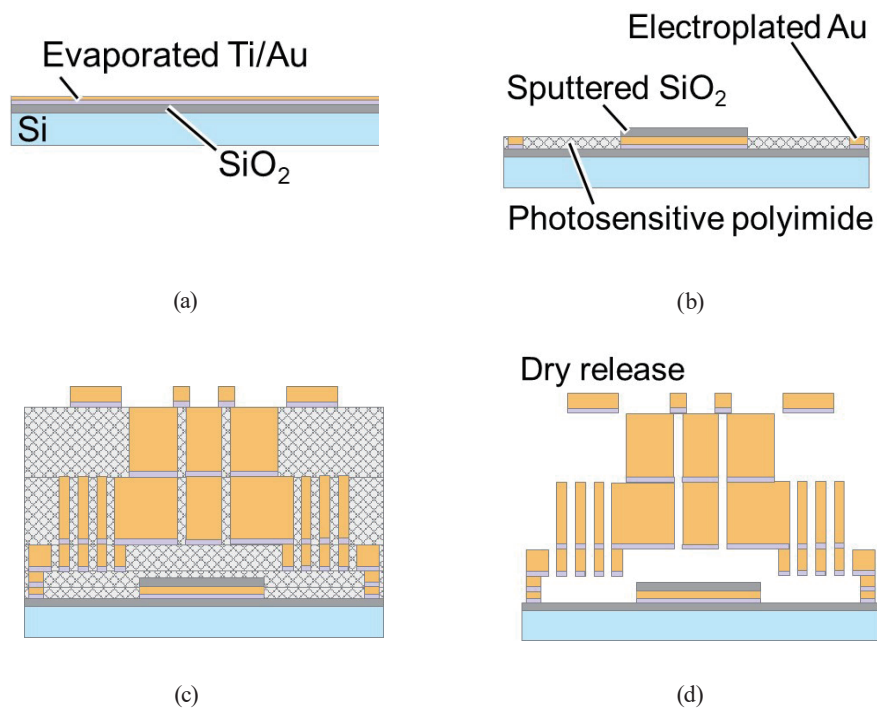 Evaporated Ti/Au
Si
SiO₂
(a)
Electroplated Au
Sputtered SiO₂
Photosensitive polyimide
(b)
(c)
Dry release
(d)